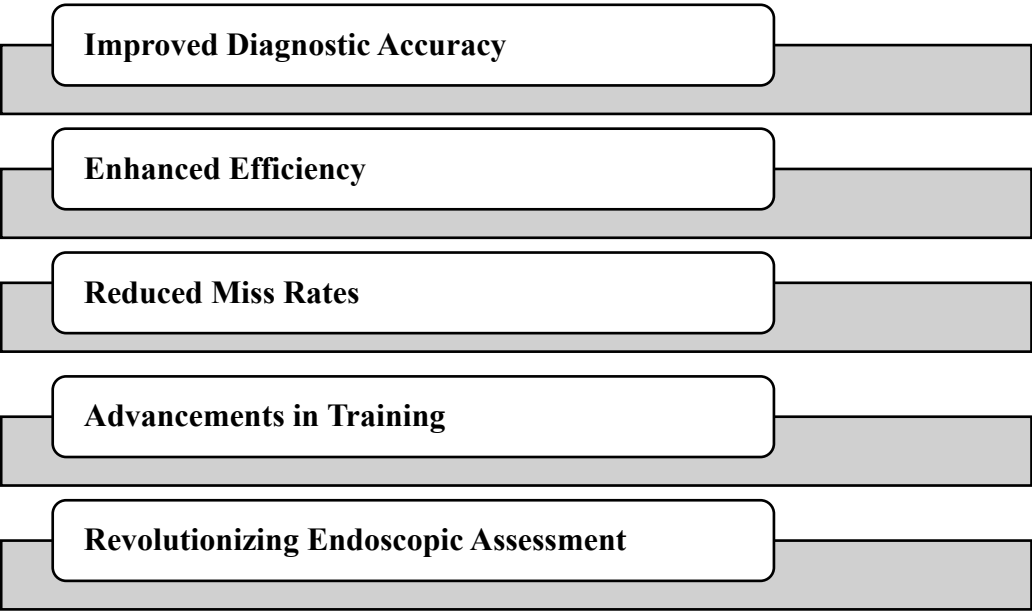 Improved Diagnostic Accuracy
Enhanced Efficiency
Reduced Miss Rates
Advancements in Training
Revolutionizing Endoscopic Assessment